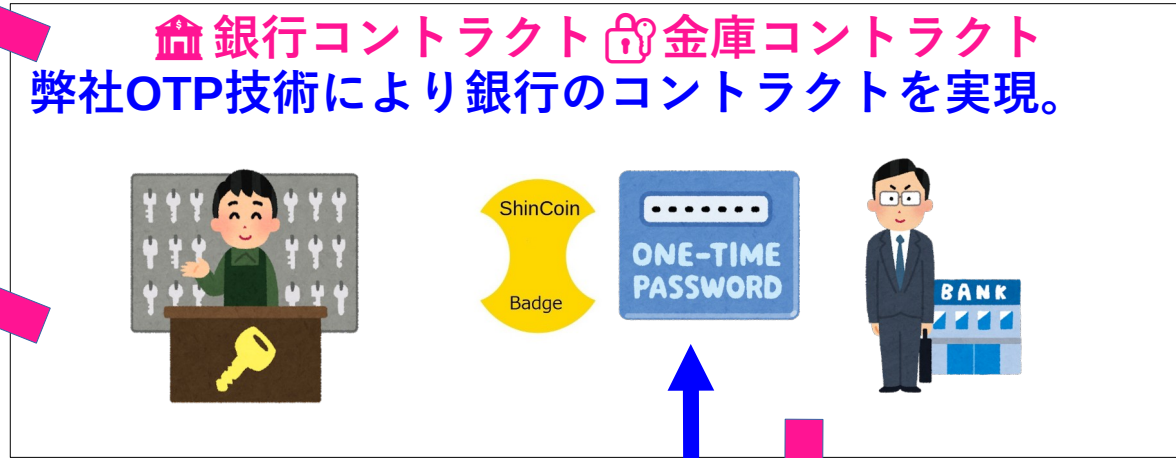 🏦銀行コントラクト🔐金庫コントラクト
弊社OTP技術により銀行のコントラクトを実現。
ShinCoin
Badge
ONE-TIME
PASSWORD
BANK